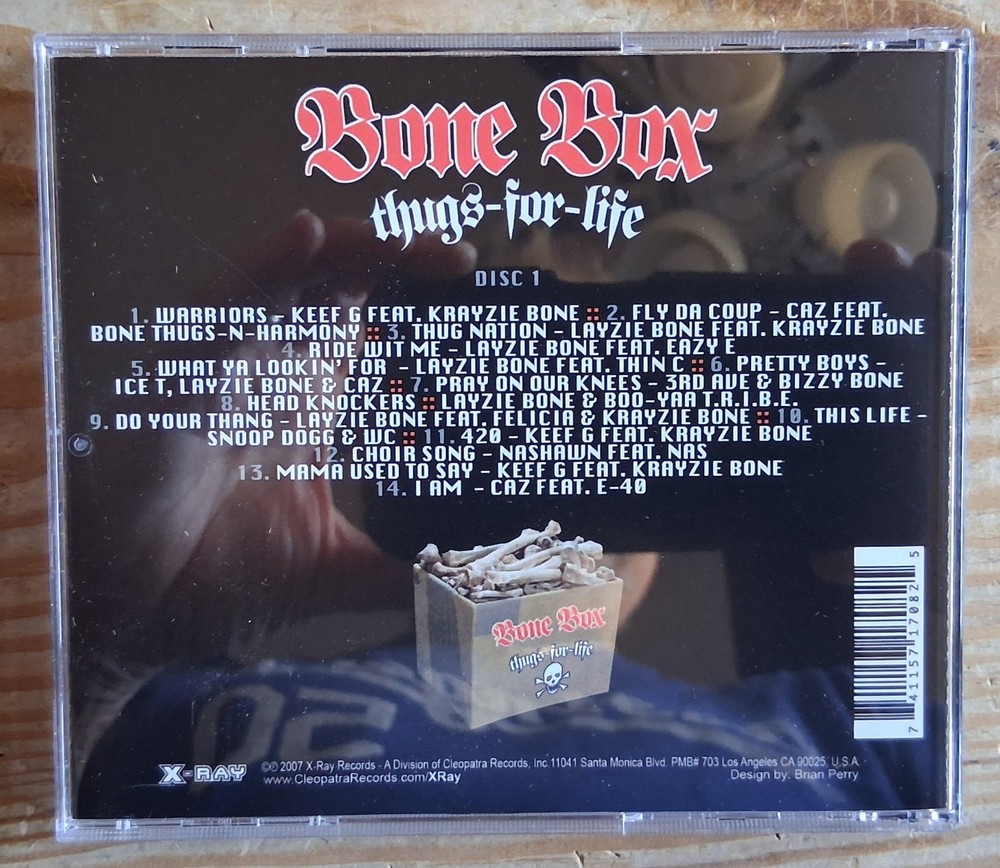 Bone Box
thugs-for-life
DISC 1
1. WARRIORS - KEEF G FEAT. KRAYZIE BONE :: 2. FLY DA COUP - CAZ FEAT.
BONE THUGS-N-HARMONY :: 3. THUG NATION - LAYZIE BONE FEAT. KRAYZIE BONE
4. RIDE WIT ME - LAYZIE BONE FEAT. EAZY E
5. WHAT YA LOOKIN' FOR - LAYZIE BONE FEAT. THIN C :: 6. PRETTY BOYS -
ICE T, LAYZIE BONE & CAZ :: 7. PRAY ON OUR KNEES - 3RD AVE & BIZZY BONE
8. HEAD KNOCKERS :: LAYZIE BONE & BOO-YAA T.R.I.B.E.
9. DO YOUR THANG - LAYZIE BONE FEAT. FELICIA & KRAYZIE BONE :: 10. THIS LIFE -
SNOOP DOGG & WC :: 11. 420 - KEEF G FEAT. KRAYZIE BONE
12. CHOIR SONG - NASHAWN FEAT. NAS
13. MAMA USED TO SAY - KEEF G FEAT. KRAYZIE BONE
14. I AM - CAZ FEAT. E-40
Bone Box
thugs-for-life
7 41157 17082 5
X-RAY
©℗ 2007 X-Ray Records - A Division of Cleopatra Records, Inc. 11041 Santa Monica Blvd. PMB# 703 Los Angeles CA 90025, U.S.A.
www.CleopatraRecords.com/XRay
Design by: Brian Perry